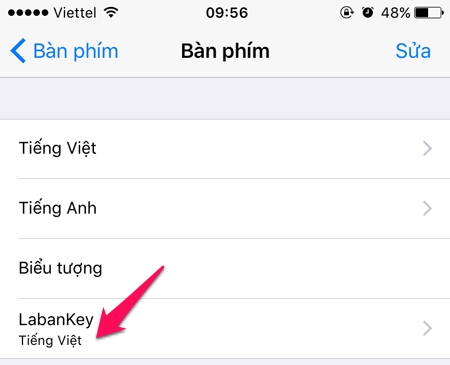 Viettel 09:56 48%
Bàn phím Bàn phím Sửa
Tiếng Việt
Tiếng Anh
Biểu tượng
LabanKey
Tiếng Việt